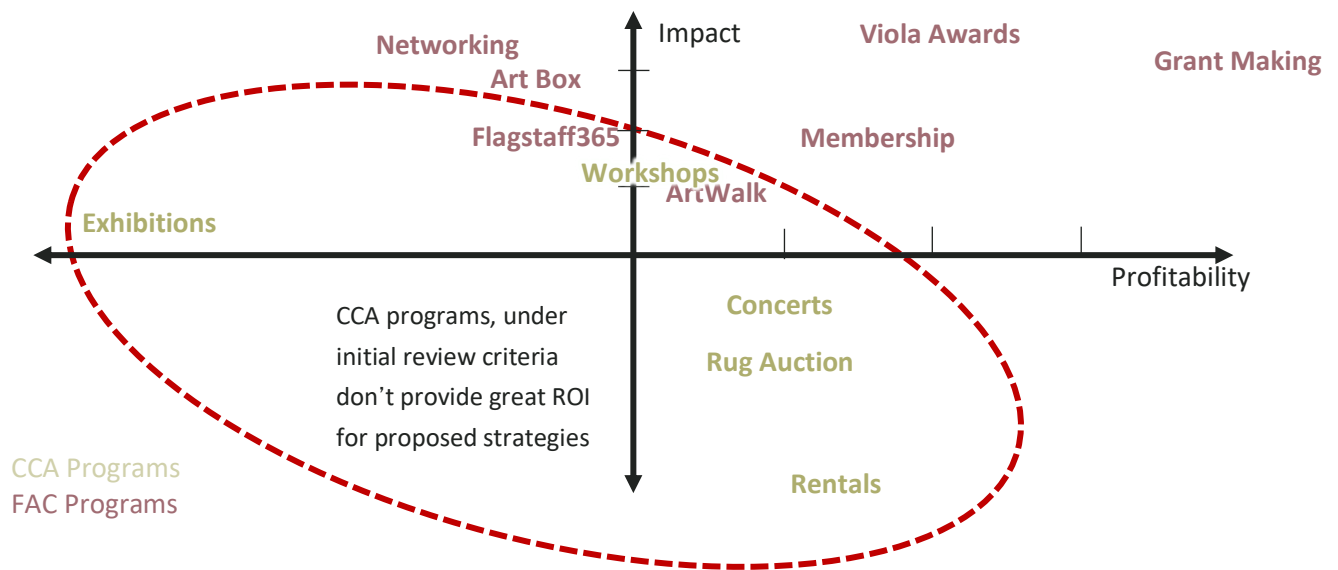 Impact
Viola Awards
Networking
Grant Making
Art Box
Flagstaff365
Membership
Workshops
ArtWalk
Exhibitions
Profitability
Concerts
CCA programs, under
initial review criteria
don’t provide great ROI
for proposed strategies
Rug Auction
Rentals
CCA Programs
FAC Programs